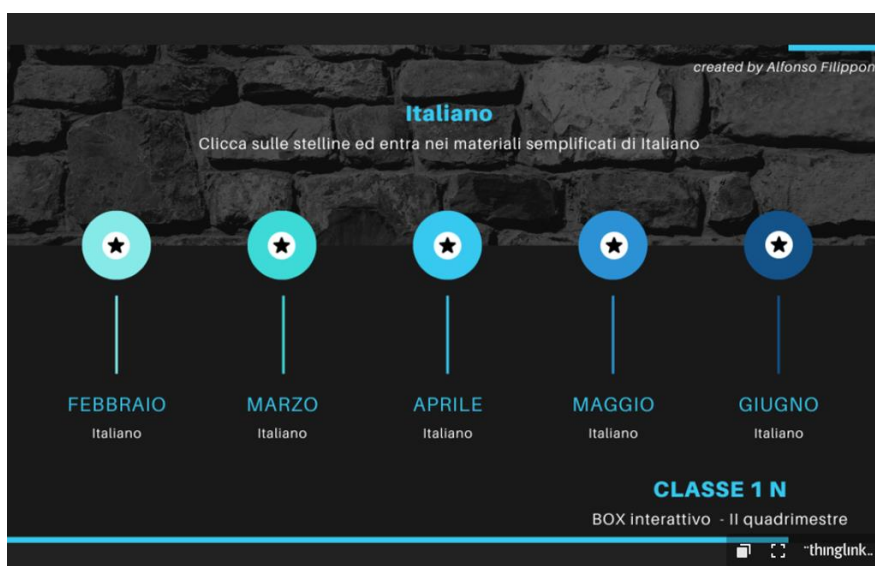 created by Alfonso Filippon
Italiano
Clicca sulle stelline ed entra nei materiali semplificati di Italiano
FEBBRAIO
MARZO
APRILE
MAGGIO
GIUGNO
Italiano
Italiano
Italiano
Italiano
Italiano
CLASSE 1 N
BOX interattivo - II quadrimestre
thinglink..